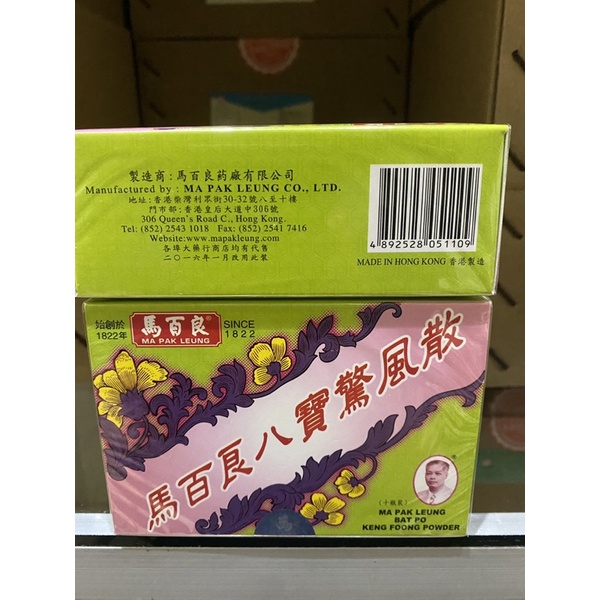 製造商：馬百良药廠有限公司
Manufactured by : MA PAK LEUNG CO., LTD.
地址：香港柴灣利眾街30-32號八至十樓
門市部：香港皇后大道中306號
306 Queen's Road C., Hong Kong.
Tel: (852) 2543 1018 Fax: (852) 2541 7416
Website:www.mapakleung.com
各埠大藥行商店均有代售
二〇一六年一月改用此裝
4 892528 051109
MADE IN HONG KONG 香港製造
始創於
1822年
馬百良®
MA PAK LEUNG
SINCE
1822
馬百良八寶驚風散
(十瓶裝)
MA PAK LEUNG
BAT PO
KENG FOONG POWDER